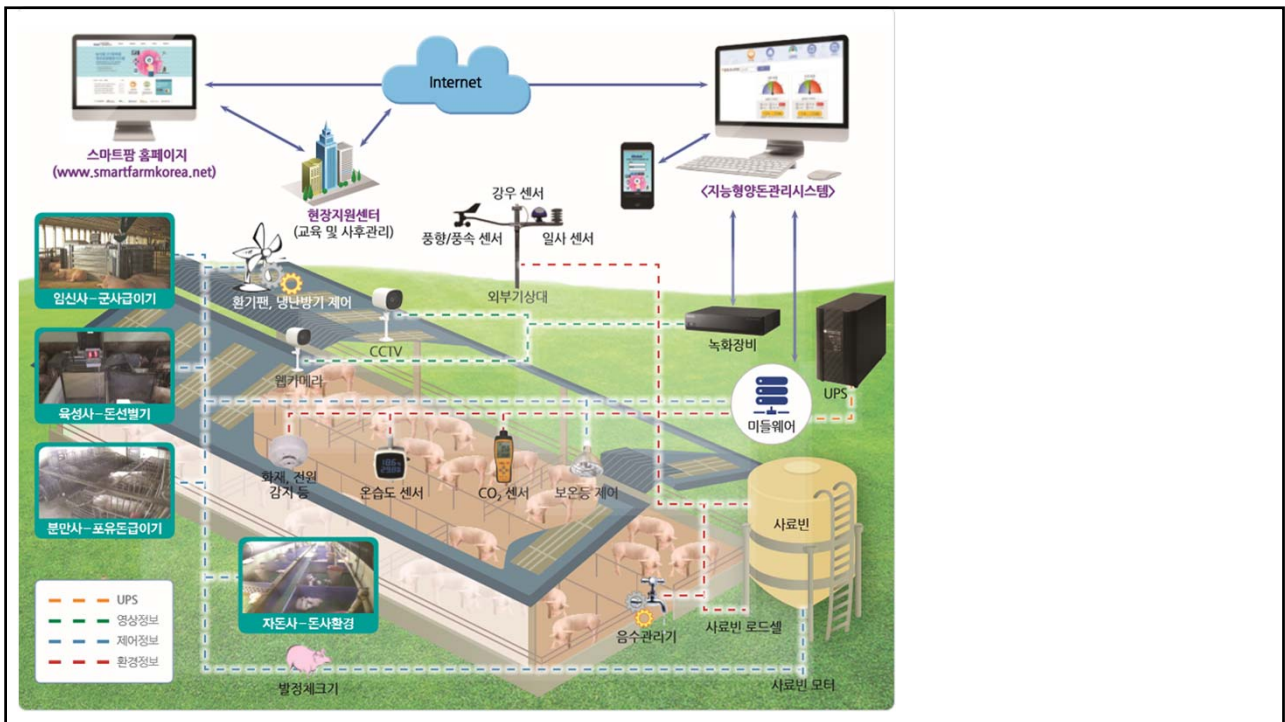 Internet
스마트팜 홈페이지
(www.smartfarmkorea.net)
현장지원센터
(교육 및 사후관리)
<지능형양돈관리시스템>
강우 센서
풍향/풍속 센서
일사 센서
외부기상대
임신사-군사급이기
환기팬, 냉난방기 제어
CCTV
웹카메라
녹화장비
UPS
미들웨어
육성사-돈선별기
화재, 전원
감지 등
온습도 센서
CO₂ 센서
보온등 제어
사료빈
분만사-포유돈급이기
자돈사-돈사환경
음수관리기
사료빈 로드셀
UPS
영상정보
제어정보
환경정보
발정체크기
사료빈 모터